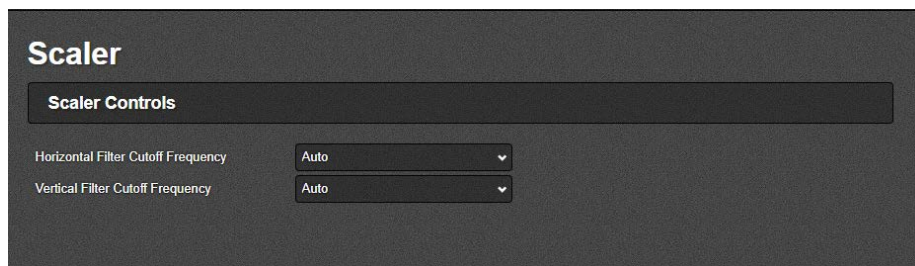 Scaler
Scaler Controls
Horizontal Filter Cutoff Frequency Auto
Vertical Filter Cutoff Frequency Auto